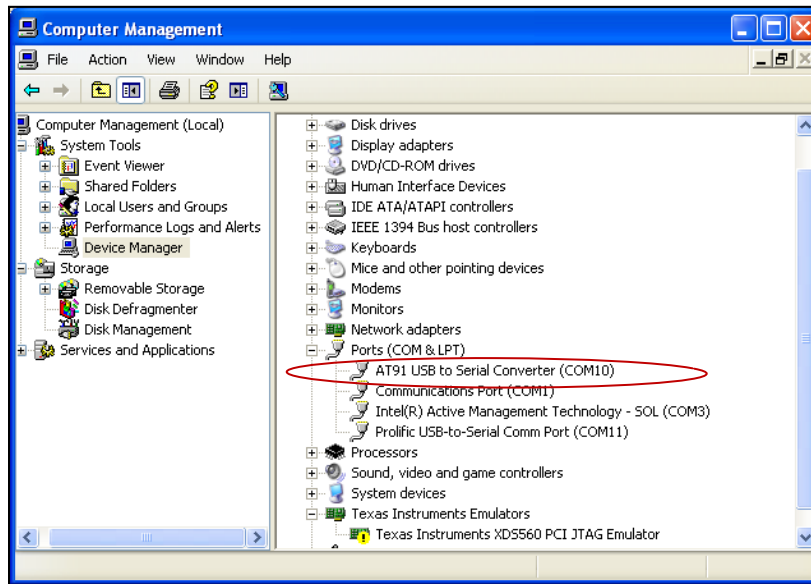 Computer Management
File Action View Window Help
Computer Management (Local)
System Tools
Event Viewer
Shared Folders
Local Users and Groups
Performance Logs and Alerts
Device Manager
Storage
Removable Storage
Disk Defragmenter
Disk Management
Services and Applications
Disk drives
Display adapters
DVD/CD-ROM drives
Human Interface Devices
IDE ATA/ATAPI controllers
IEEE 1394 Bus host controllers
Keyboards
Mice and other pointing devices
Modems
Monitors
Network adapters
Ports (COM & LPT)
AT91 USB to Serial Converter (COM10)
Communications Port (COM1)
Intel(R) Active Management Technology - SOL (COM3)
Prolific USB-to-Serial Comm Port (COM11)
Processors
Sound, video and game controllers
System devices
Texas Instruments Emulators
Texas Instruments XDS560 PCI JTAG Emulator